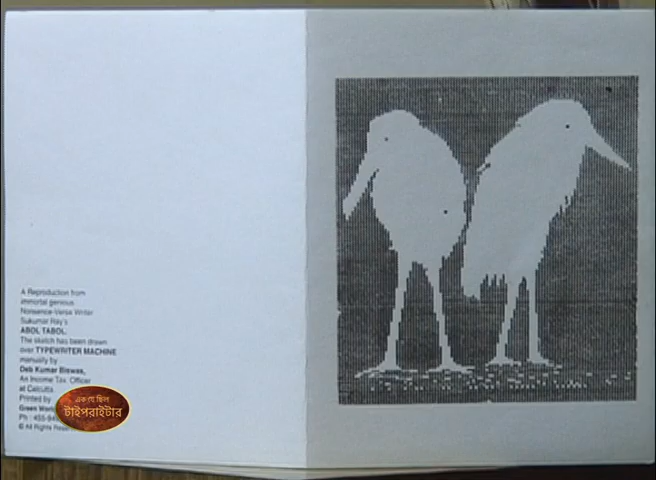 A Reproduction from
immortal genious
Nonsence-Verse Writer
Sukumar Ray's
ABOL TABOL.
The sketch has been drawn
over TYPEWRITER MACHINE
manually by
Deb Kumar Biswas,
An Income Tax Officer
at Calcutta
Printed by
Green
Ph : 455-
© All Rights
এক যে ছিল
টাইপরাইটার